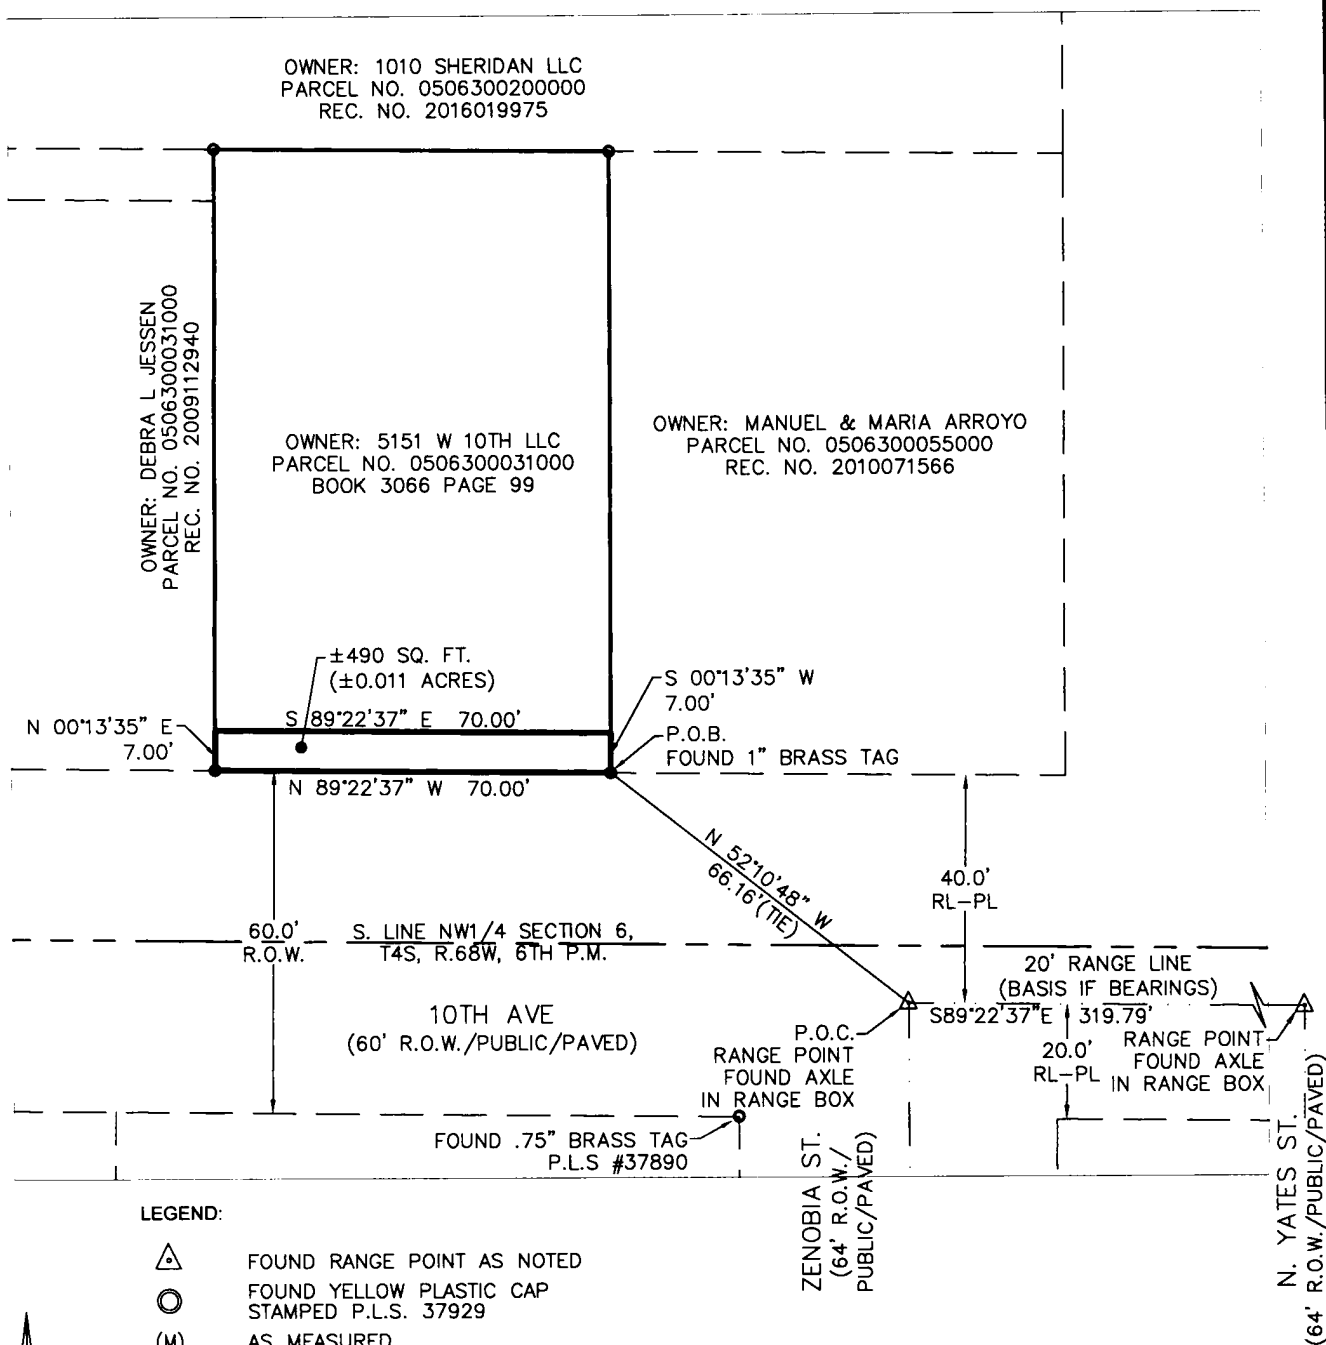 OWNER: 1010 SHERIDAN LLC
PARCEL NO. 0506300200000
REC. NO. 2016019975
OWNER: DEBRA L JESSEN
PARCEL NO. 0506300031000
REC. NO. 2009112940
OWNER: 5151 W 10TH LLC
PARCEL NO. 0506300031000
BOOK 3066 PAGE 99
OWNER: MANUEL & MARIA ARROYO
PARCEL NO. 0506300055000
REC. NO. 2010071566
±490 SQ. FT.
(±0.011 ACRES)
S 00°13'35" W
7.00'
N 00°13'35" E
7.00'
S 89°22'37" E 70.00'
P.O.B.
FOUND 1" BRASS TAG
N 89°22'37" W 70.00'
N 52°10'48" W
66.16'(TIE)
40.0'
RL-PL
60.0'
R.O.W.
S. LINE NW1/4 SECTION 6,
T4S, R.68W, 6TH P.M.
20' RANGE LINE
(BASIS IF BEARINGS)
S89°22'37"E 319.79'
10TH AVE
(60' R.O.W./PUBLIC/PAVED)
P.O.C.
RANGE POINT
FOUND AXLE
IN RANGE BOX
20.0'
RL-PL
RANGE POINT
FOUND AXLE
IN RANGE BOX
FOUND .75" BRASS TAG
P.L.S #37890
ZENOBIA ST.
(64' R.O.W./
PUBLIC/PAVED)
N. YATES ST.
(64' R.O.W./PUBLIC/PAVED)
LEGEND:
FOUND RANGE POINT AS NOTED
FOUND YELLOW PLASTIC CAP
STAMPED P.L.S. 37929
(M) AS MEASURED